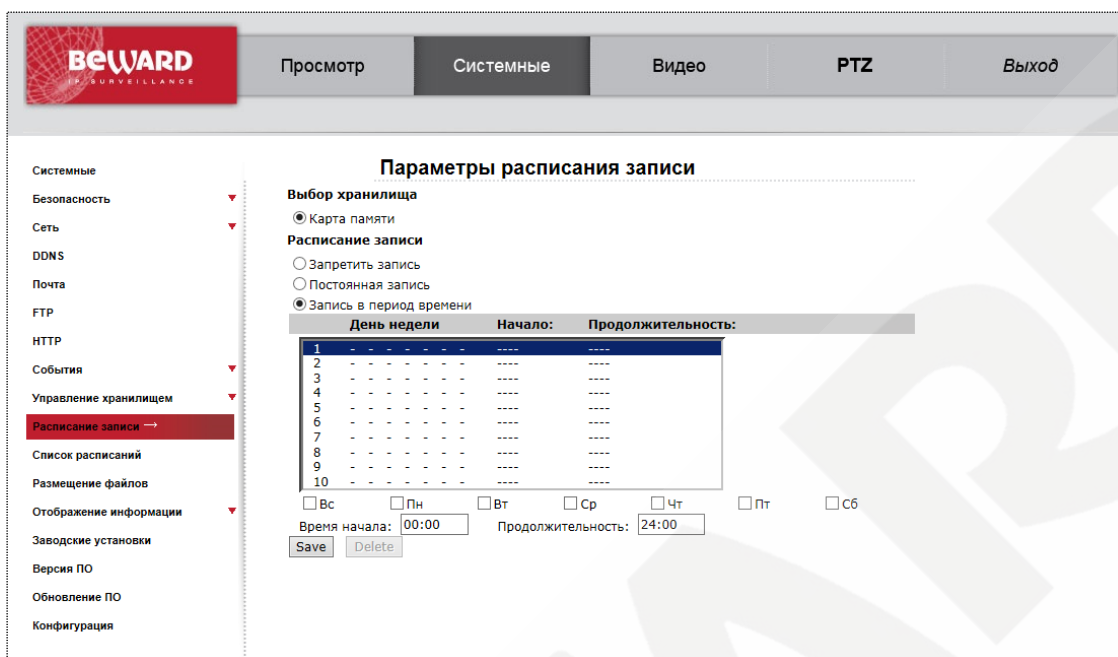 BEWARD
IP SURVEILLANCE
Просмотр
Системные
Видео
PTZ
Выход
Системные
Безопасность
Сеть
DDNS
Почта
FTP
HTTP
События
Управление хранилищем
Расписание записи →
Список расписаний
Размещение файлов
Отображение информации
Заводские установки
Версия ПО
Обновление ПО
Конфигурация
Параметры расписания записи
Выбор хранилища
Карта памяти
Расписание записи
Запретить запись
Постоянная запись
Запись в период времени
День недели Начало: Продолжительность:
1 - - - - - - - ---- ----
2 - - - - - - - ---- ----
3 - - - - - - - ---- ----
4 - - - - - - - ---- ----
5 - - - - - - - ---- ----
6 - - - - - - - ---- ----
7 - - - - - - - ---- ----
8 - - - - - - - ---- ----
9 - - - - - - - ---- ----
10 - - - - - - - ---- ----
Вс Пн Вт Ср Чт Пт Сб
Время начала: 00:00 Продолжительность: 24:00
Save Delete